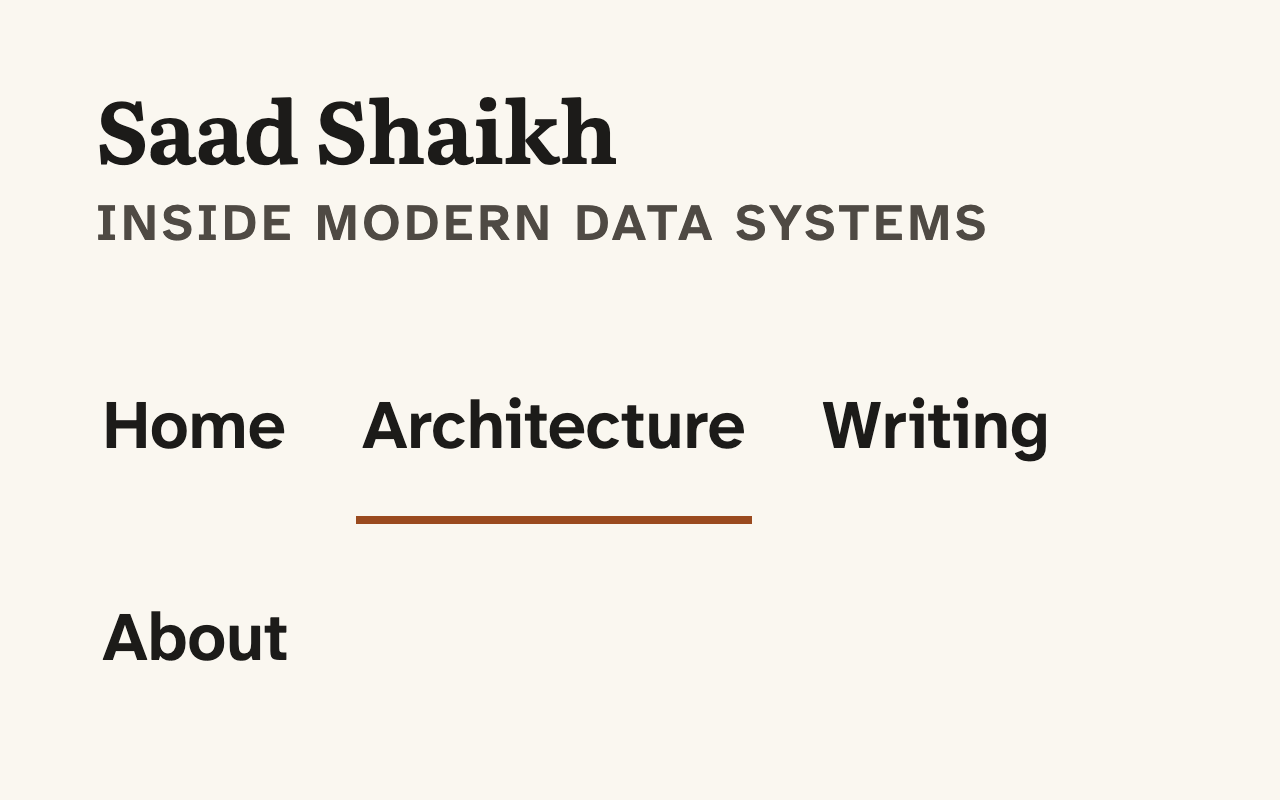 Saad Shaikh
INSIDE MODERN DATA SYSTEMS
Home Architecture Writing
About